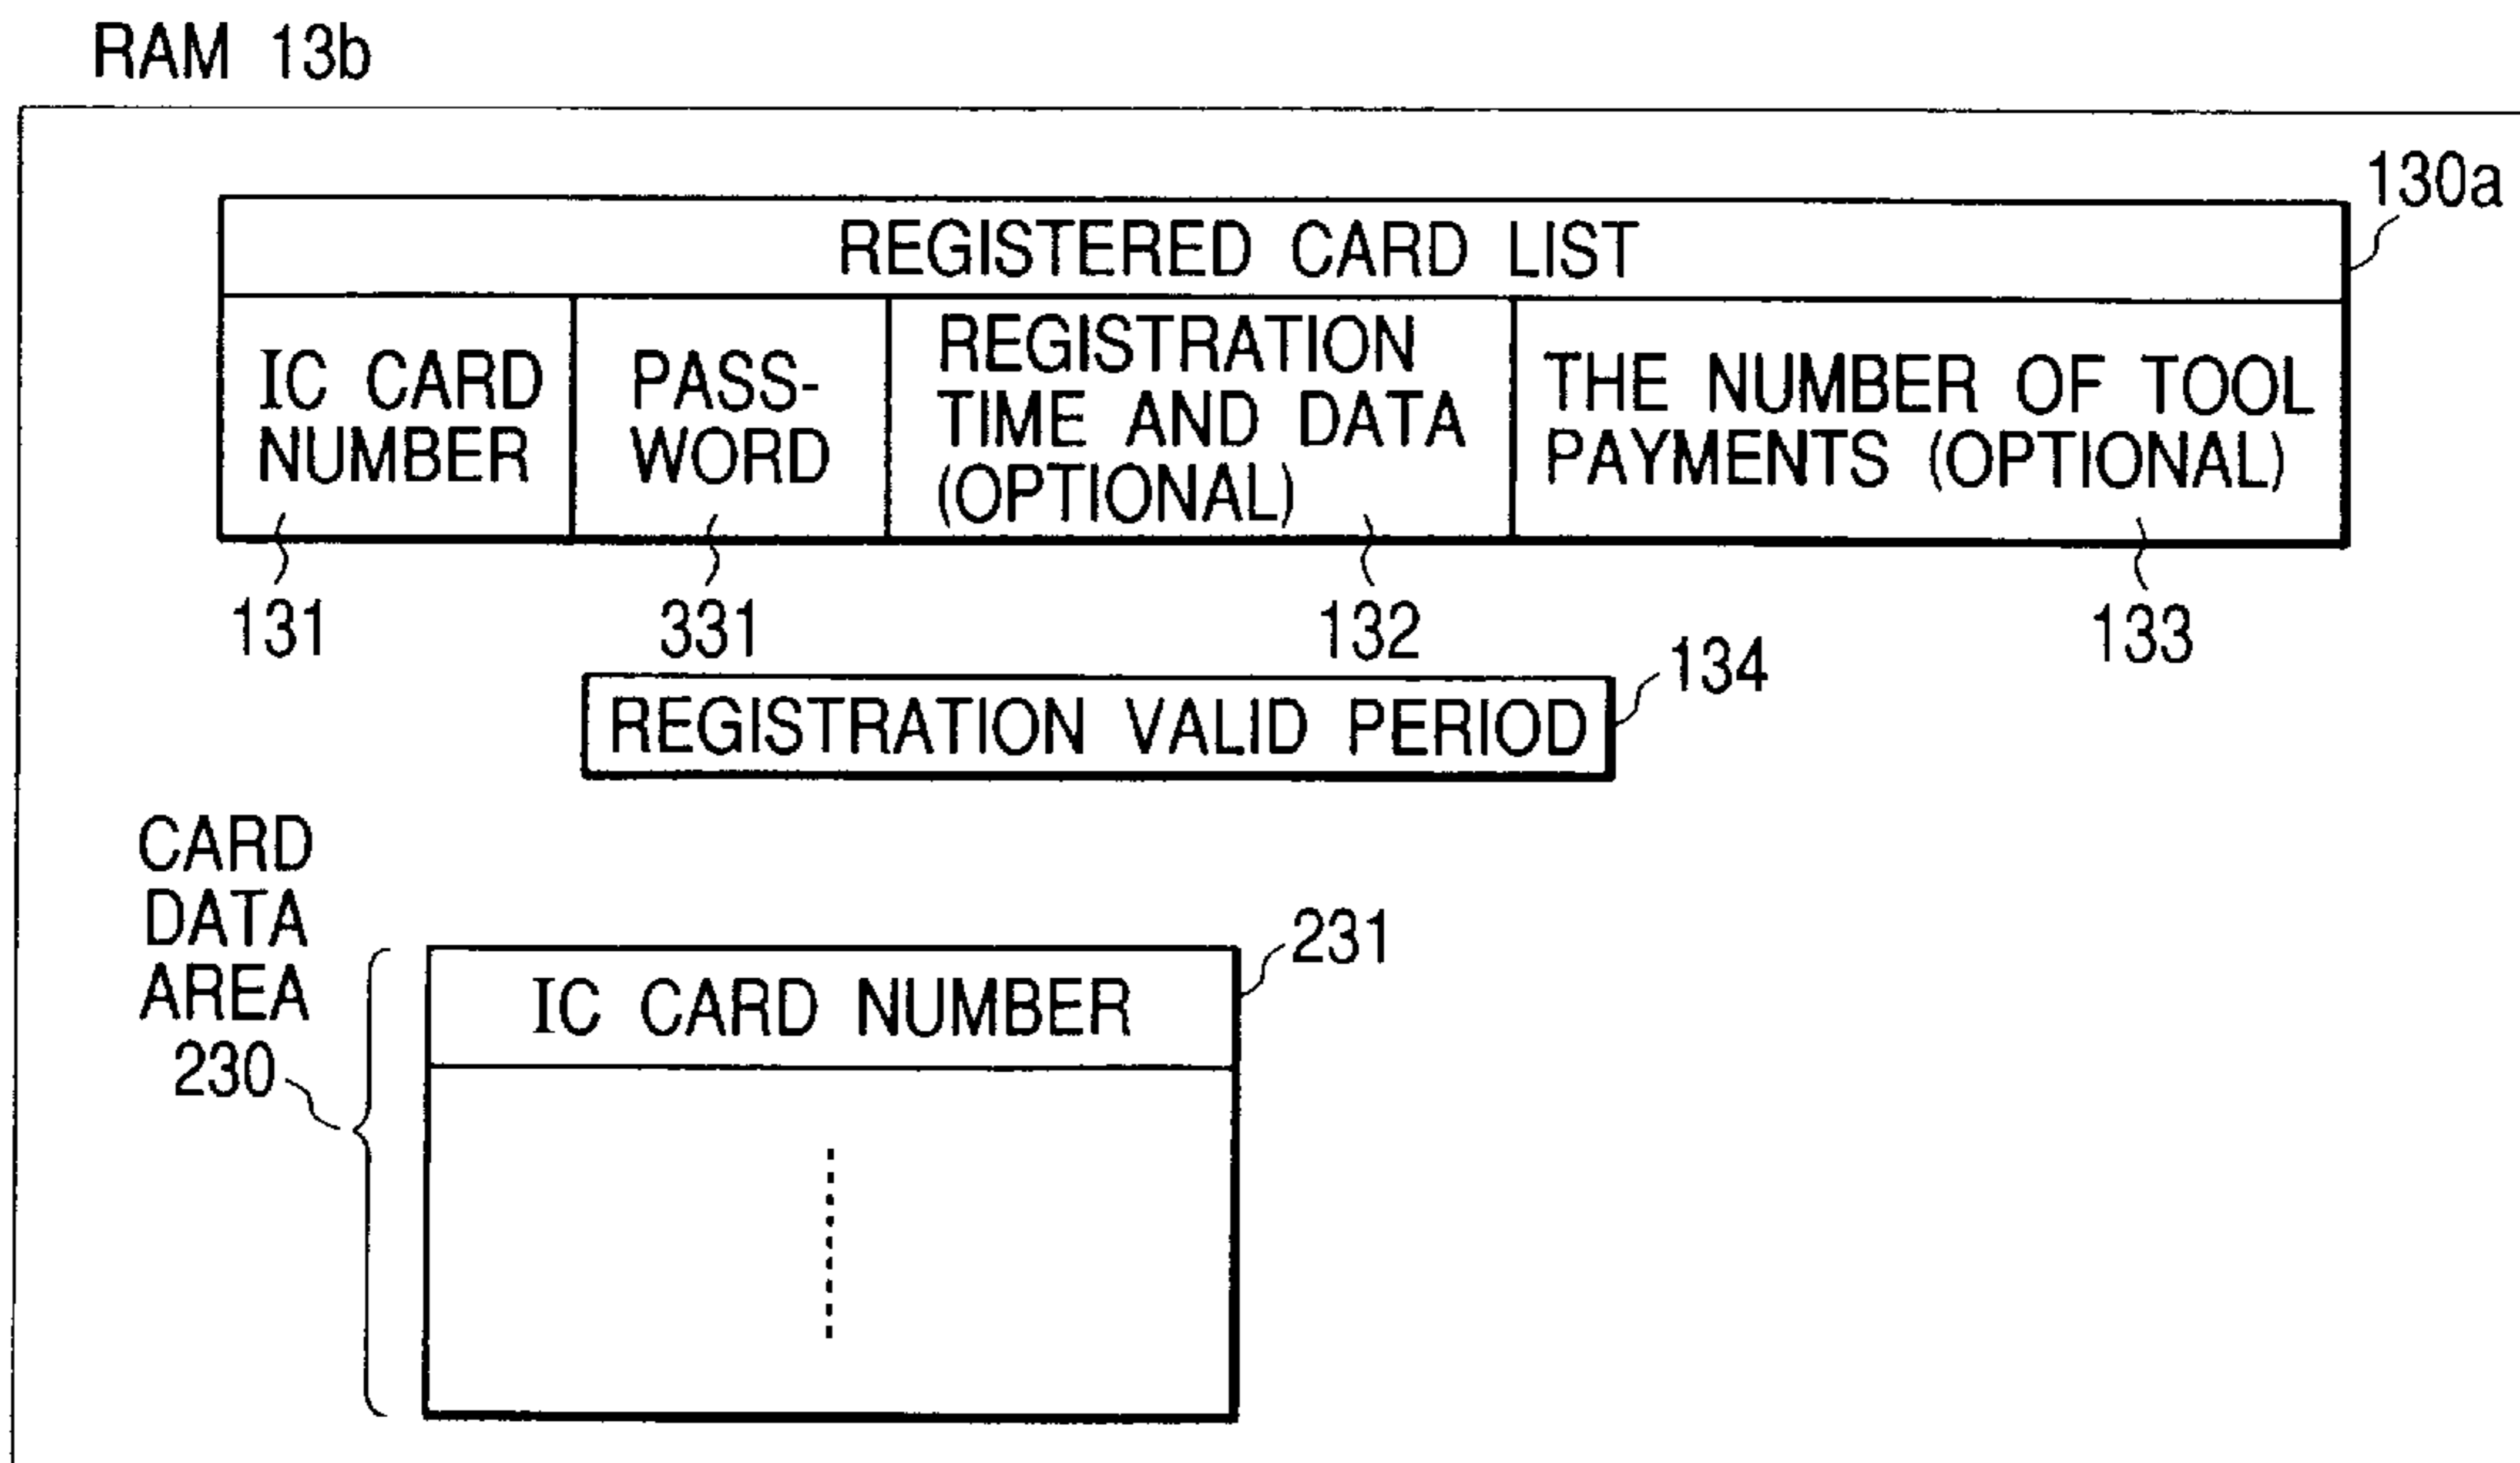 RAM 13b
130a
REGISTERED CARD LIST
IC CARD
NUMBER
PASS-
WORD
REGISTRATION
TIME AND DATA
(OPTIONAL)
THE NUMBER OF TOOL
PAYMENTS (OPTIONAL)
131
331
132
133
134
REGISTRATION VALID PERIOD
CARD
DATA
AREA
230
231
IC CARD NUMBER